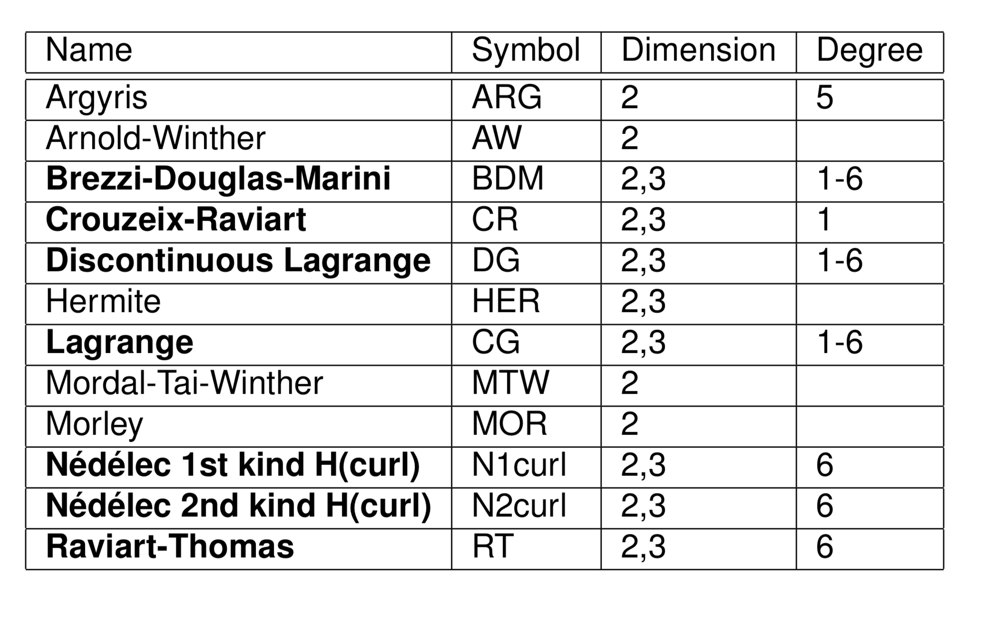 Name Symbol Dimension Degree
Argyris ARG 2 5
Arnold-Winther AW 2
Brezzi-Douglas-Marini BDM 2,3 1-6
Crouzeix-Raviart CR 2,3 1
Discontinuous Lagrange DG 2,3 1-6
Hermite HER 2,3
Lagrange CG 2,3 1-6
Mordal-Tai-Winther MTW 2
Morley MOR 2
Nédélec 1st kind H(curl) N1curl 2,3 6
Nédélec 2nd kind H(curl) N2curl 2,3 6
Raviart-Thomas RT 2,3 6